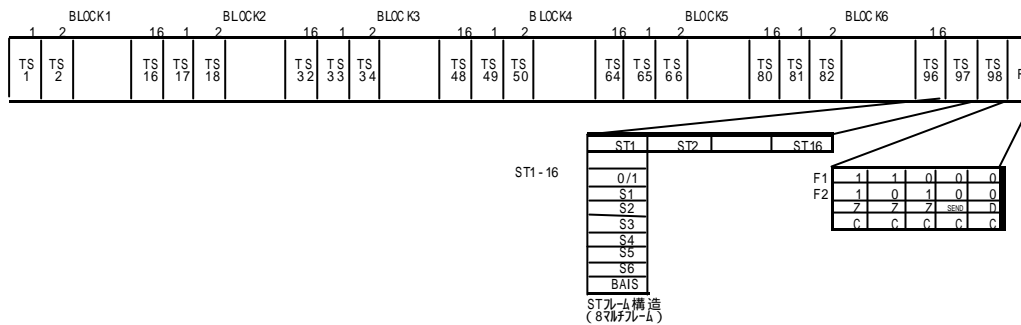 BLOCK1 BLOCK2 BLOCK3 BLOCK4 BLOCK5 BLOCK6
1 2 16 1 2 16 1 2 16 1 2 16 1 2 16 1 2 16
TS TS TS TS TS TS TS TS TS TS TS TS TS TS TS TS TS TS TS TS F
1 2 16 17 18 32 33 34 48 49 50 64 65 66 80 81 82 96 97 98
ST1 ST2 ST16
ST1-16
0/1
S1
S2
S3
S4
S5
S6
BAIS
STフレーム構造
(8マルチフレーム)
F1 1 1 0 0 0
F2 1 0 1 0 0
Z Z Z SEND D
C C C C C